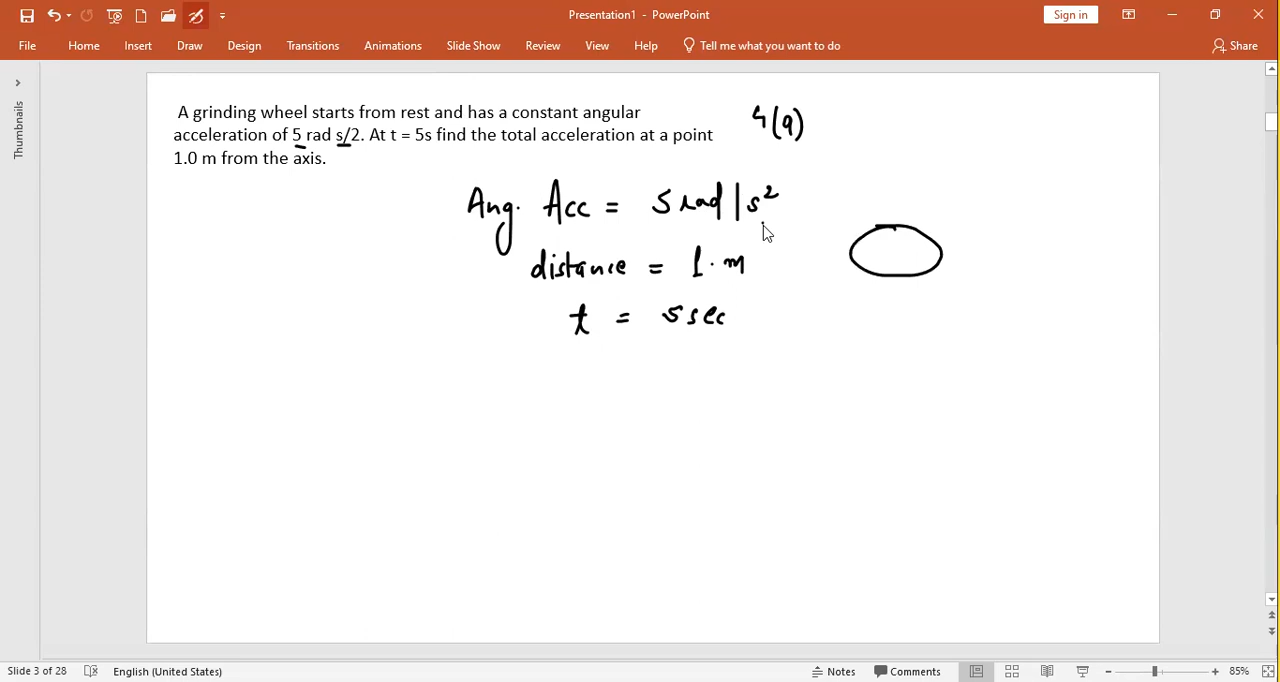 Presentation1 - PowerPoint
Sign in
File Home Insert Draw Design Transitions Animations Slide Show Review View Help Tell me what you want to do Share
Thumbnails
A grinding wheel starts from rest and has a constant angular
acceleration of 5 rad s/2. At t = 5s find the total acceleration at a point
1.0 m from the axis.
4(a)
Ang. Acc = 5 rad|s²
distance = 1.m
t = 5 sec
Slide 3 of 28 English (United States) Notes Comments 85%